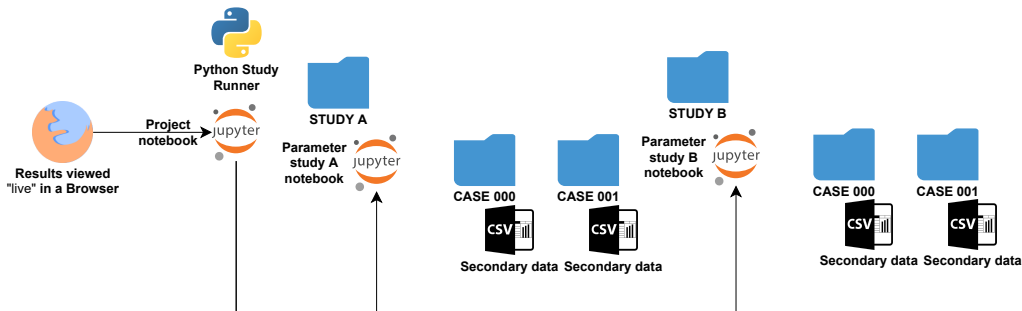 Python Study
Runner
Project
notebook
jupyter
Results viewed
"live" in a Browser
STUDY A
Parameter
study A
notebook
jupyter
CASE 000
CSV
Secondary data
CASE 001
CSV
Secondary data
STUDY B
Parameter
study B
notebook
jupyter
CASE 000
CSV
Secondary data
CASE 001
CSV
Secondary data